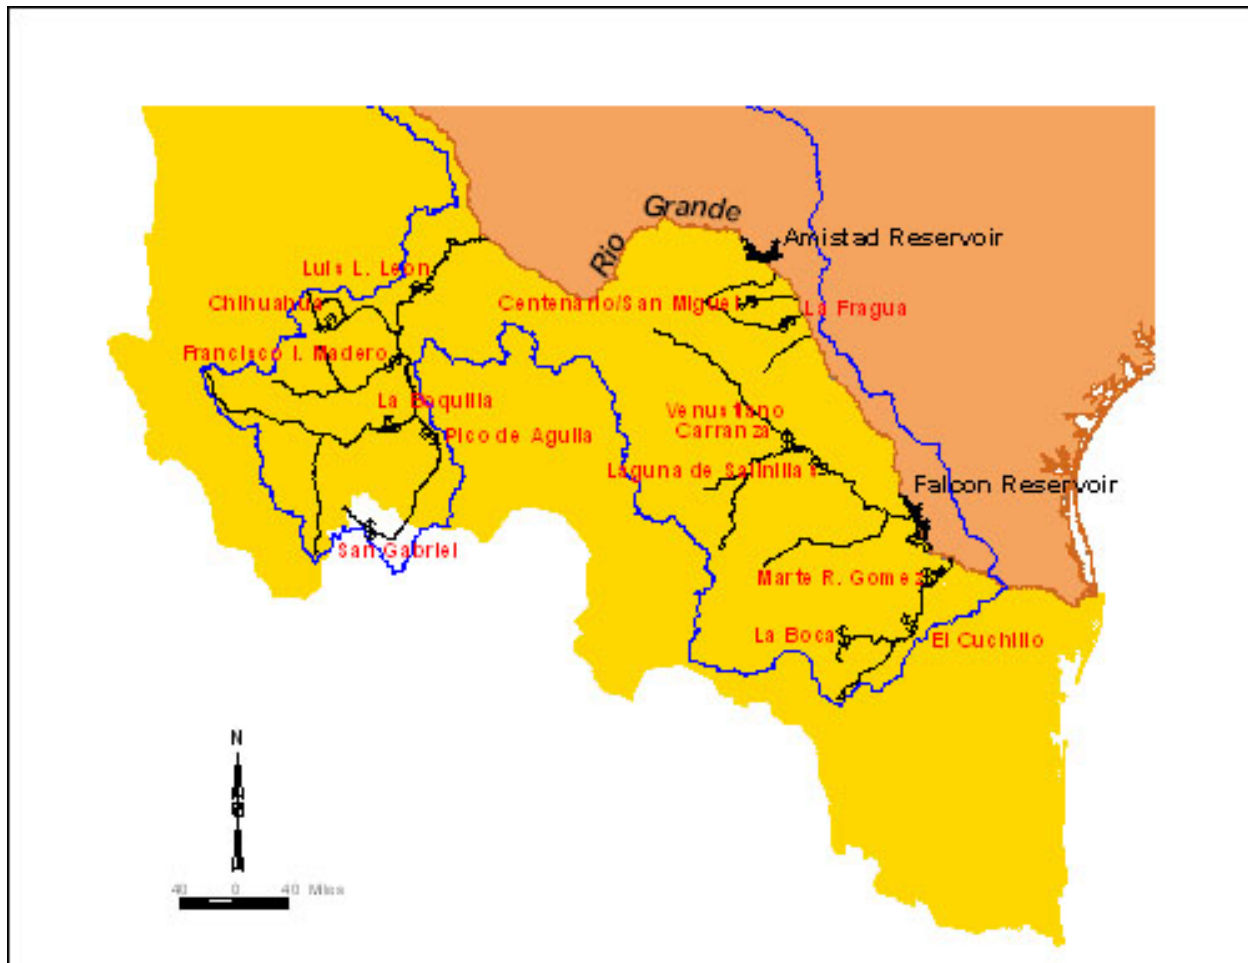 Grande
Rio
Amistad Reservoir
Luis L. Leon
Chihuahua
Centenario/San Miguel
La Fragua
Francisco I. Madero
La Boquilla
Pico de Aguila
Venustiano
Carranza
Laguna de Salinillas
Falcon Reservoir
San Gabriel
Marte R. Gomez
La Boca
El Cuchillo
N
40 0 40 Miles